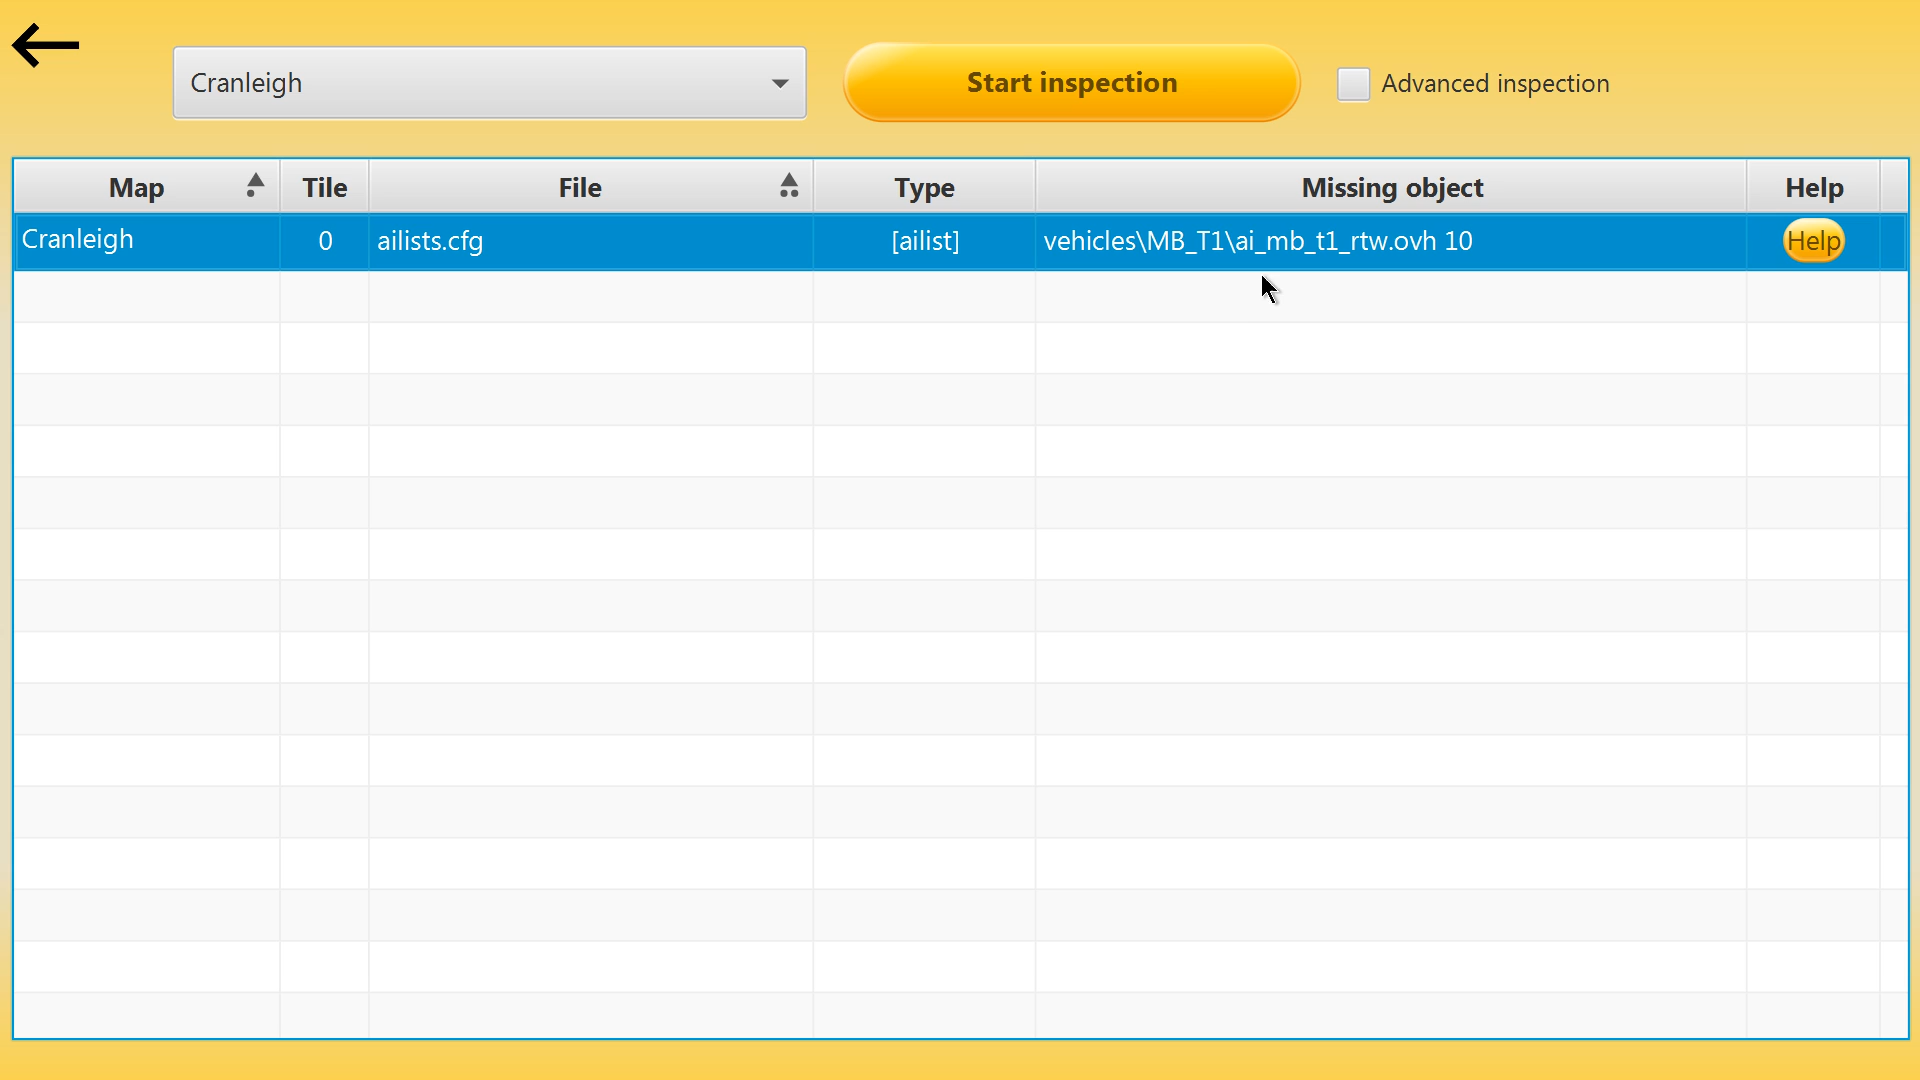 Cranleigh
Start inspection
Advanced inspection
Map Tile File Type Missing object Help
Cranleigh 0 ailists.cfg [ailist] vehicles\MB_T1\ai_mb_t1_rtw.ovh 10 Help